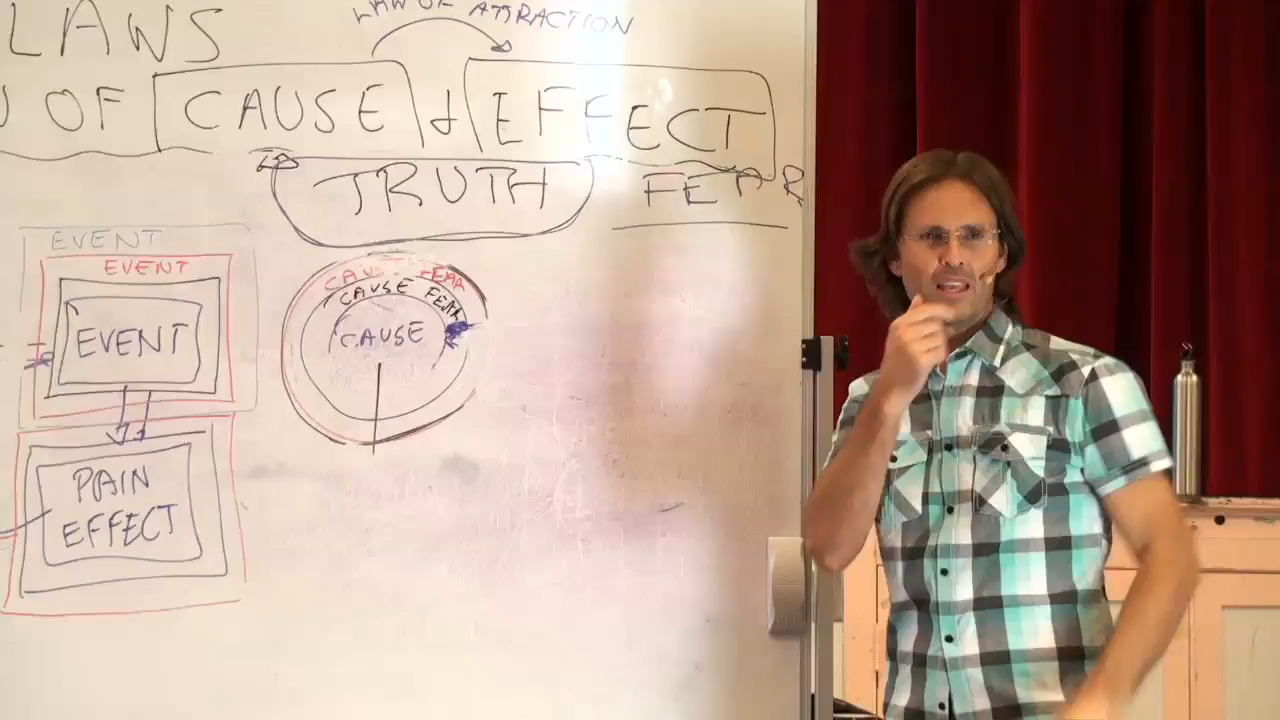 LAWS
LAW OF ATTRACTION
OF CAUSE & EFFECT
TRUTH FEAR
EVENT
EVENT
EVENT
CAUSE FEAR
CAUSE FEAR
CAUSE
PAIN
EFFECT